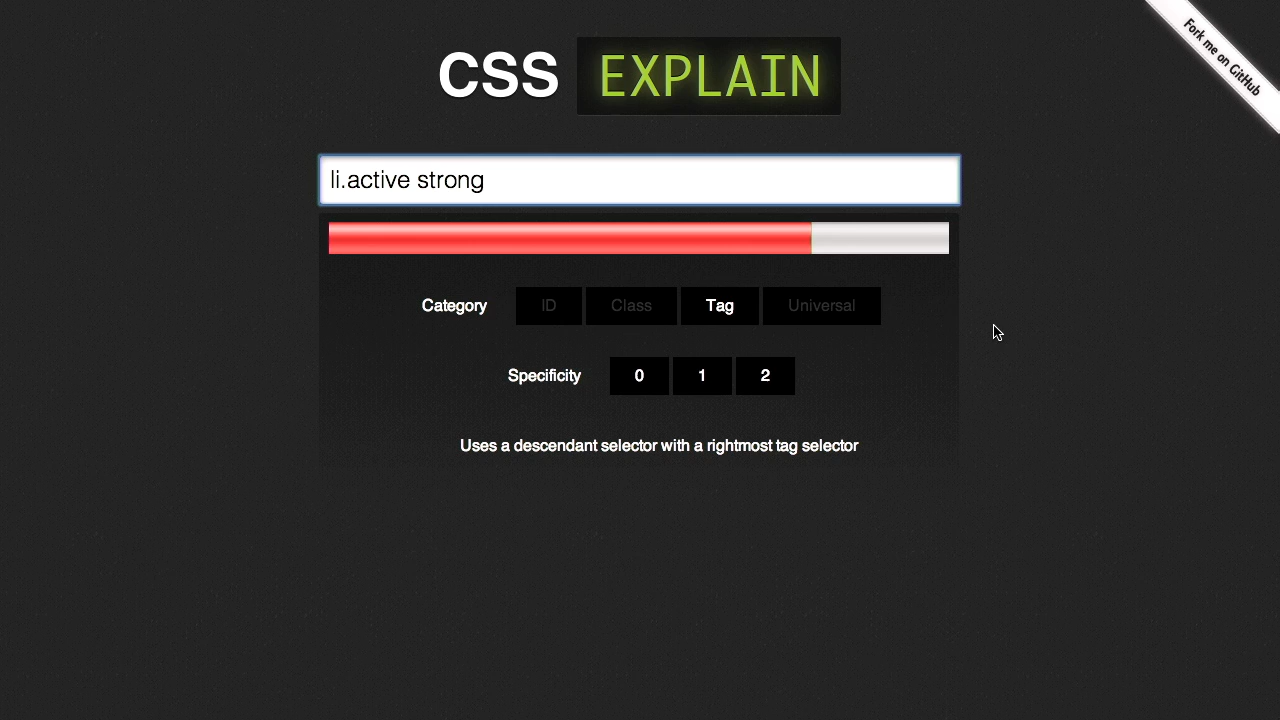 Fork me on GitHub
CSS EXPLAIN
li.active strong
Category ID Class Tag Universal
Specificity 0 1 2
Uses a descendant selector with a rightmost tag selector